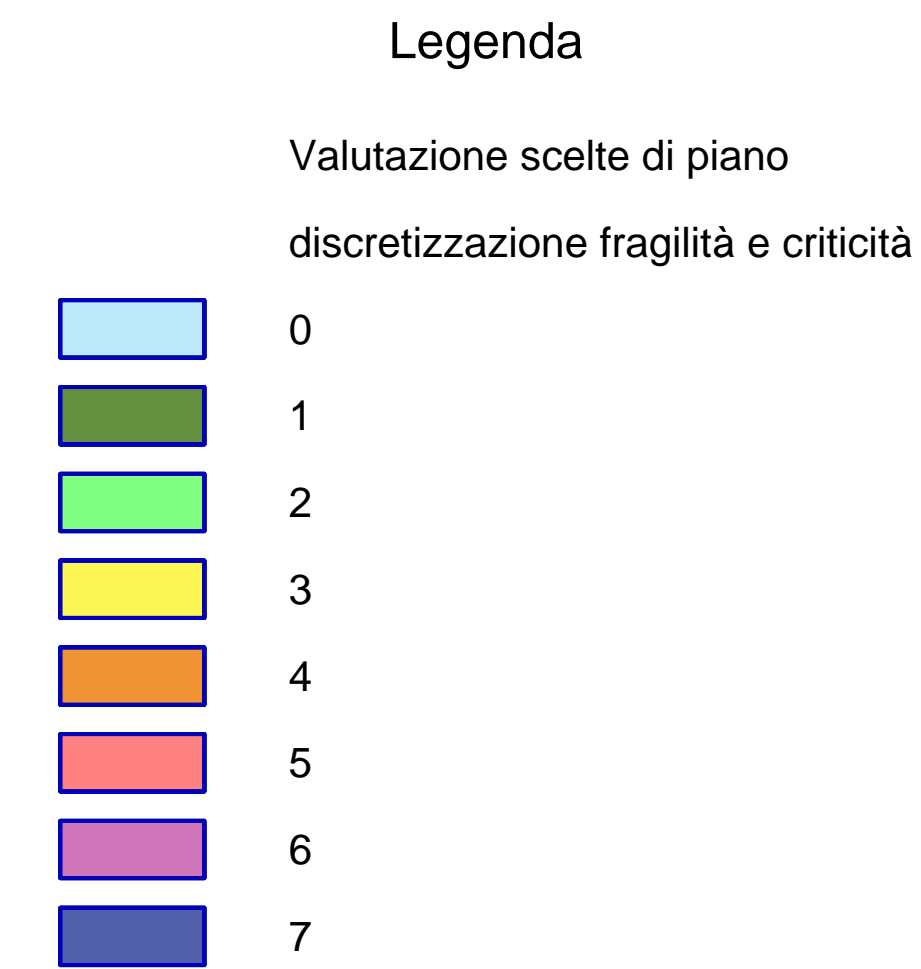 Legenda
Valutazione scelte di piano
discretizzazione fragilità e criticità
0
1
2
3
4
5
6
7